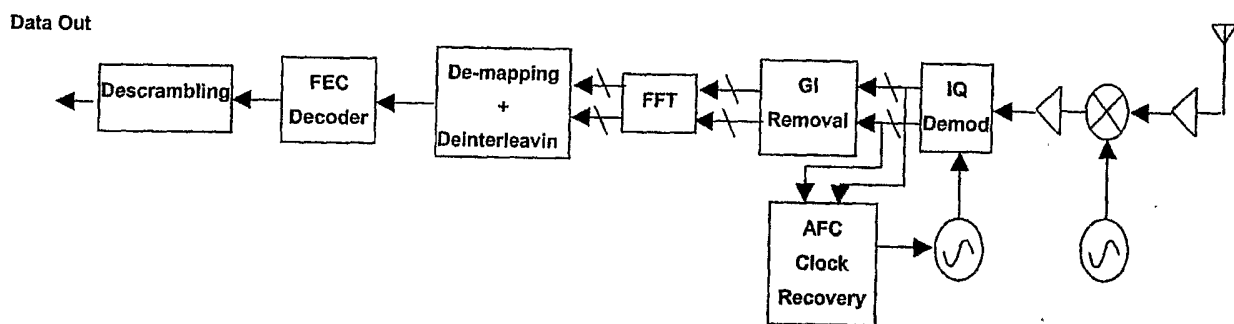 Data Out
Descrambling
FEC
Decoder
De-mapping
+
Deinterleavin
FFT
GI
Removal
IQ
Demod
AFC
Clock
Recovery